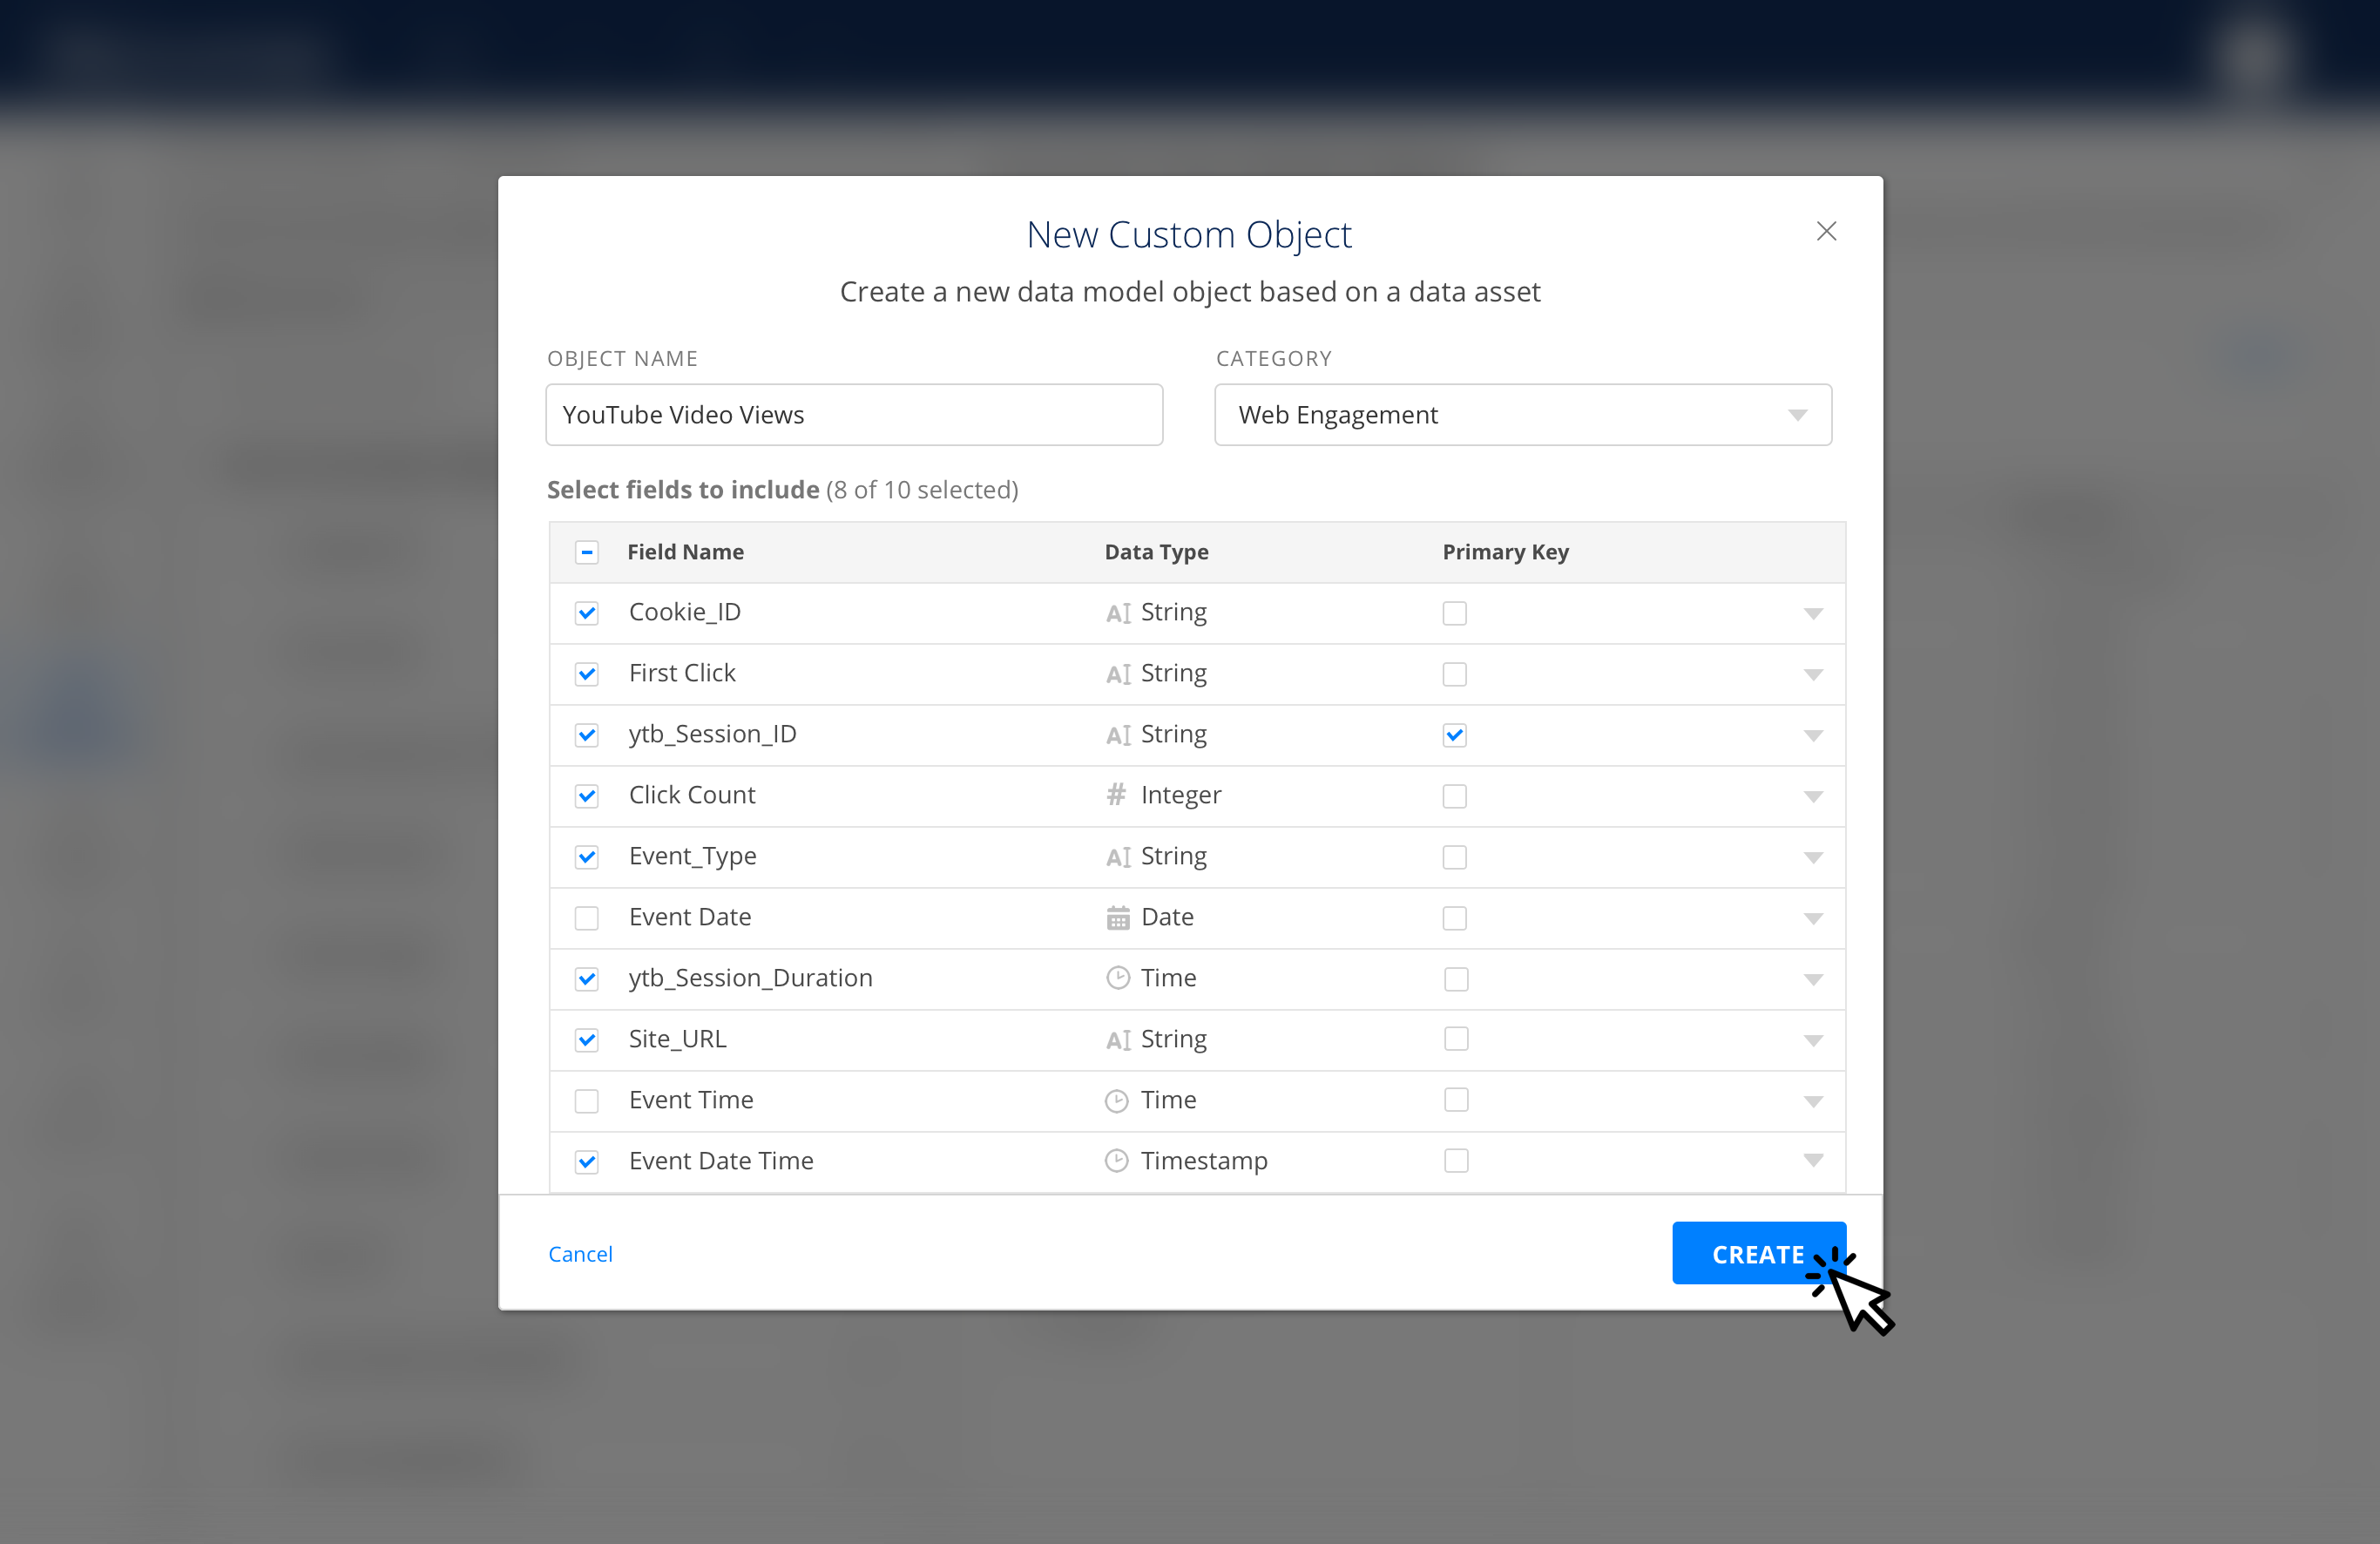 New Custom Object
Create a new data model object based on a data asset
OBJECT NAME CATEGORY
YouTube Video Views Web Engagement
Select fields to include (8 of 10 selected)
Field Name Data Type Primary Key
Cookie_ID String
First Click String
ytb_Session_ID String
Click Count # Integer
Event_Type String
Event Date Date
ytb_Session_Duration Time
Site_URL String
Event Time Time
Event Date Time Timestamp
Cancel CREATE